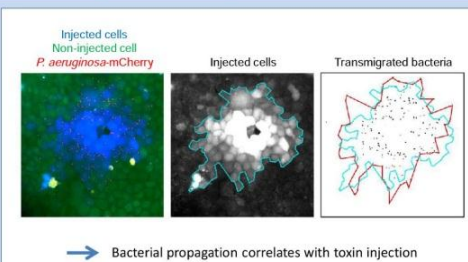 Injected cells
Non-injected cell
P. aeruginosa-mCherry
Injected cells
Transmigrated bacteria
Bacterial propagation correlates with toxin injection